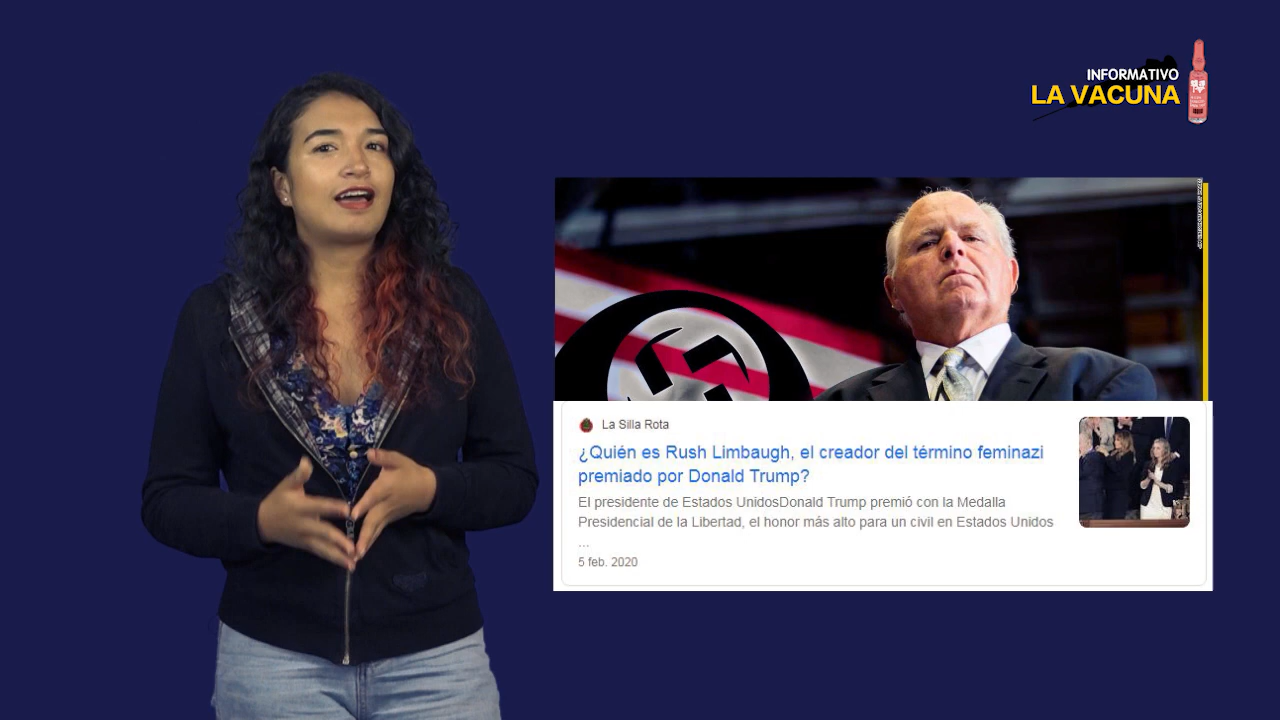 INFORMATIVO
LA VACUNA
La Silla Rota
¿Quién es Rush Limbaugh, el creador del término feminazi
premiado por Donald Trump?
El presidente de Estados UnidosDonald Trump premió con la Medalla
Presidencial de la Libertad, el honor más alto para un civil en Estados Unidos
...
5 feb. 2020